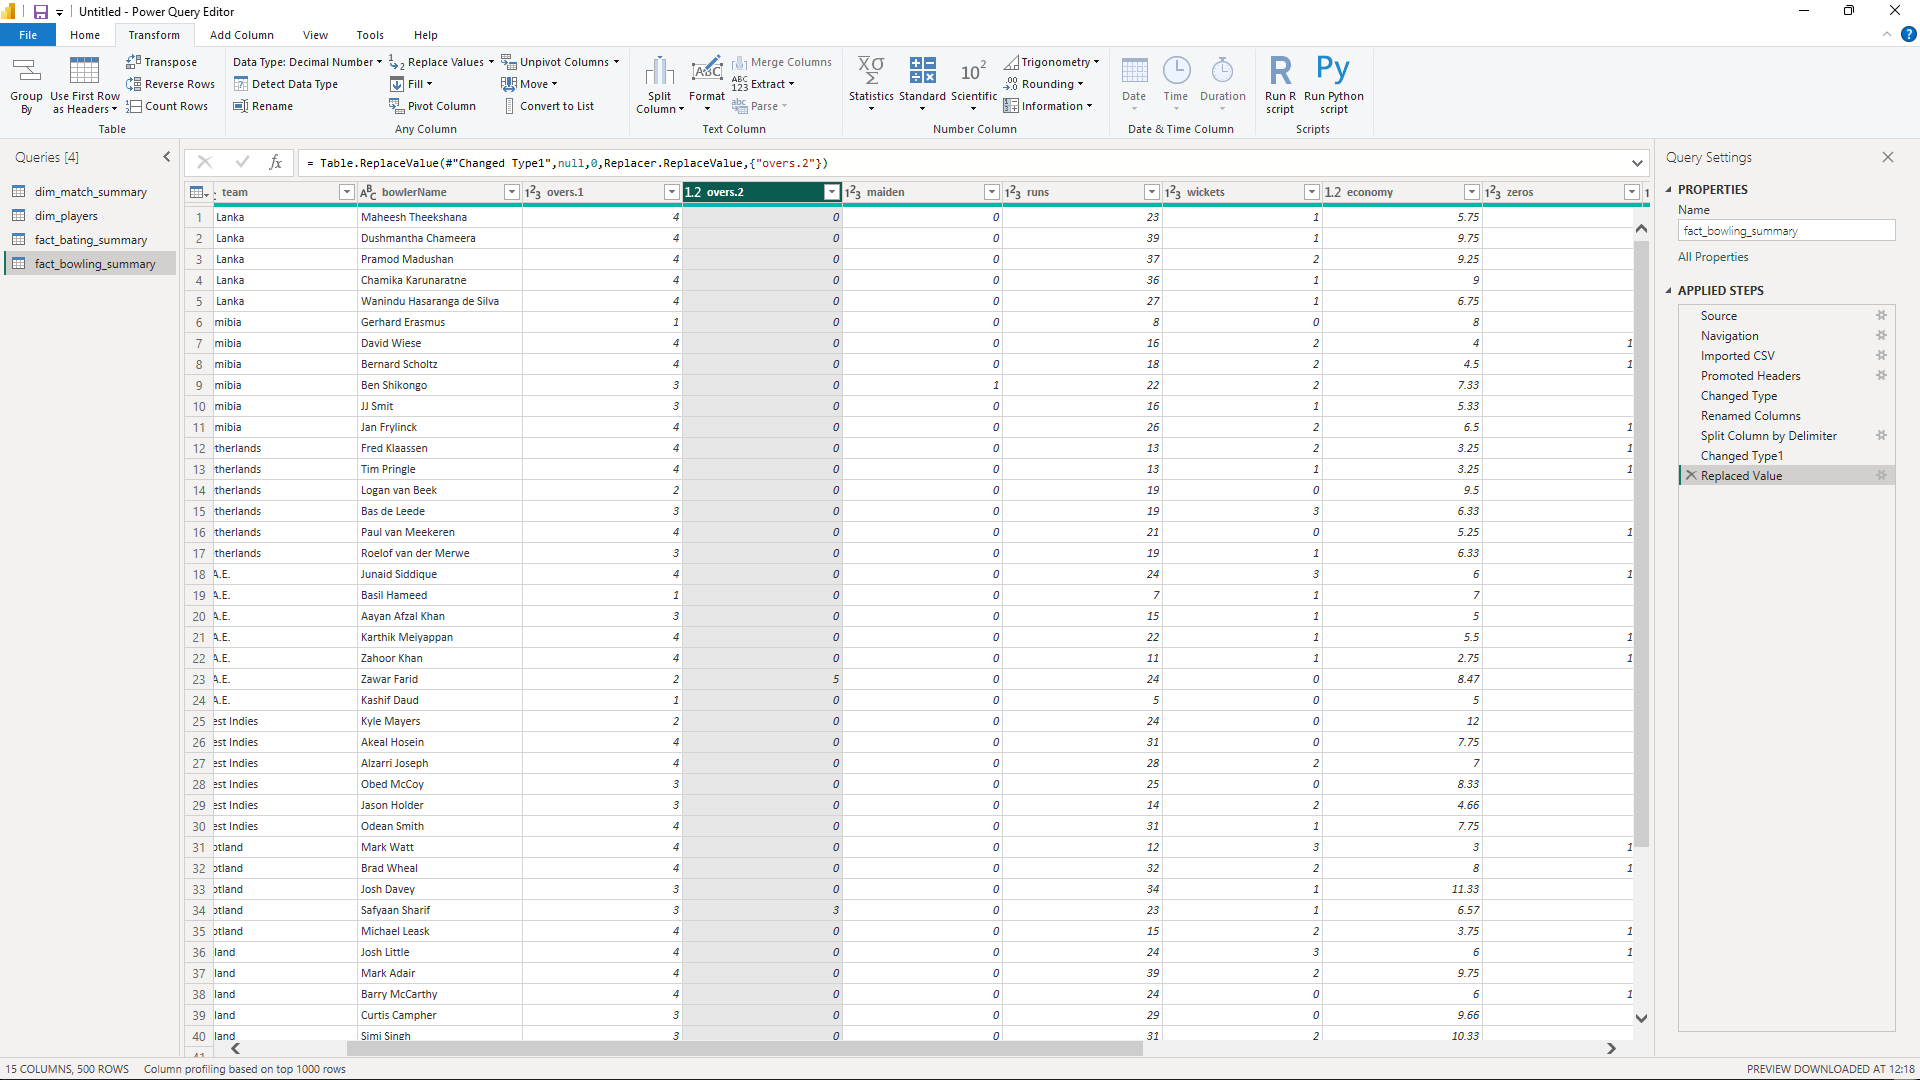 Untitled - Power Query Editor
File Home Transform Add Column View Tools Help
Group By
Use First Row as Headers
Transpose
Reverse Rows
Count Rows
Table
Data Type: Decimal Number
Detect Data Type
Rename
Replace Values
Fill
Pivot Column
Unpivot Columns
Move
Convert to List
Any Column
Split Column
Format
Merge Columns
Extract
Parse
Text Column
Statistics
Standard
Scientific
Trigonometry
Rounding
Information
Number Column
Date
Time
Duration
Date & Time Column
Run R script
Run Python script
Scripts
Queries [4]
dim_match_summary
dim_players
fact_bating_summary
fact_bowling_summary
= Table.ReplaceValue(#"Changed Type1",null,0,Replacer.ReplaceValue,{"overs.2"})
team bowlerName overs.1 overs.2 maiden runs wickets economy zeros
1 Lanka Maheesh Theekshana 4 0 0 23 1 5.75
2 Lanka Dushmantha Chameera 4 0 0 39 1 9.75
3 Lanka Pramod Madushan 4 0 0 37 2 9.25
4 Lanka Chamika Karunaratne 4 0 0 36 1 9
5 Lanka Wanindu Hasaranga de Silva 4 0 0 27 1 6.75
6 mibia Gerhard Erasmus 1 0 0 8 0 8
7 mibia David Wiese 4 0 0 16 2 4 1
8 mibia Bernard Scholtz 4 0 0 18 2 4.5 1
9 mibia Ben Shikongo 3 0 1 22 2 7.33
10 mibia JJ Smit 3 0 0 16 1 5.33
11 mibia Jan Frylinck 4 0 0 26 2 6.5 1
12 therlands Fred Klaassen 4 0 0 13 2 3.25 1
13 therlands Tim Pringle 4 0 0 13 1 3.25 1
14 therlands Logan van Beek 2 0 0 19 0 9.5
15 therlands Bas de Leede 3 0 0 19 3 6.33
16 therlands Paul van Meekeren 4 0 0 21 0 5.25 1
17 therlands Roelof van der Merwe 3 0 0 19 1 6.33
18 A.E. Junaid Siddique 4 0 0 24 3 6 1
19 A.E. Basil Hameed 1 0 0 7 1 7
20 A.E. Aayan Afzal Khan 3 0 0 15 1 5
21 A.E. Karthik Meiyappan 4 0 0 22 1 5.5 1
22 A.E. Zahoor Khan 4 0 0 11 1 2.75 1
23 A.E. Zawar Farid 2 5 0 24 0 8.47
24 A.E. Kashif Daud 1 0 0 5 0 5
25 est Indies Kyle Mayers 2 0 0 24 0 12
26 est Indies Akeal Hosein 4 0 0 31 0 7.75
27 est Indies Alzarri Joseph 4 0 0 28 2 7
28 est Indies Obed McCoy 3 0 0 25 0 8.33
29 est Indies Jason Holder 3 0 0 14 2 4.66
30 est Indies Odean Smith 4 0 0 31 1 7.75
31 otland Mark Watt 4 0 0 12 3 3 1
32 otland Brad Wheal 4 0 0 32 2 8 1
33 otland Josh Davey 3 0 0 34 1 11.33
34 otland Safyaan Sharif 3 3 0 23 1 6.57
35 otland Michael Leask 4 0 0 15 2 3.75 1
36 land Josh Little 4 0 0 24 3 6 1
37 land Mark Adair 4 0 0 39 2 9.75
38 land Barry McCarthy 4 0 0 24 0 6 1
39 land Curtis Campher 3 0 0 29 0 9.66
40 land Simi Singh 3 0 0 31 2 10.33
41
Query Settings
PROPERTIES
Name
fact_bowling_summary
All Properties
APPLIED STEPS
Source
Navigation
Imported CSV
Promoted Headers
Changed Type
Renamed Columns
Split Column by Delimiter
Changed Type1
Replaced Value
15 COLUMNS, 500 ROWS Column profiling based on top 1000 rows PREVIEW DOWNLOADED AT 12:18